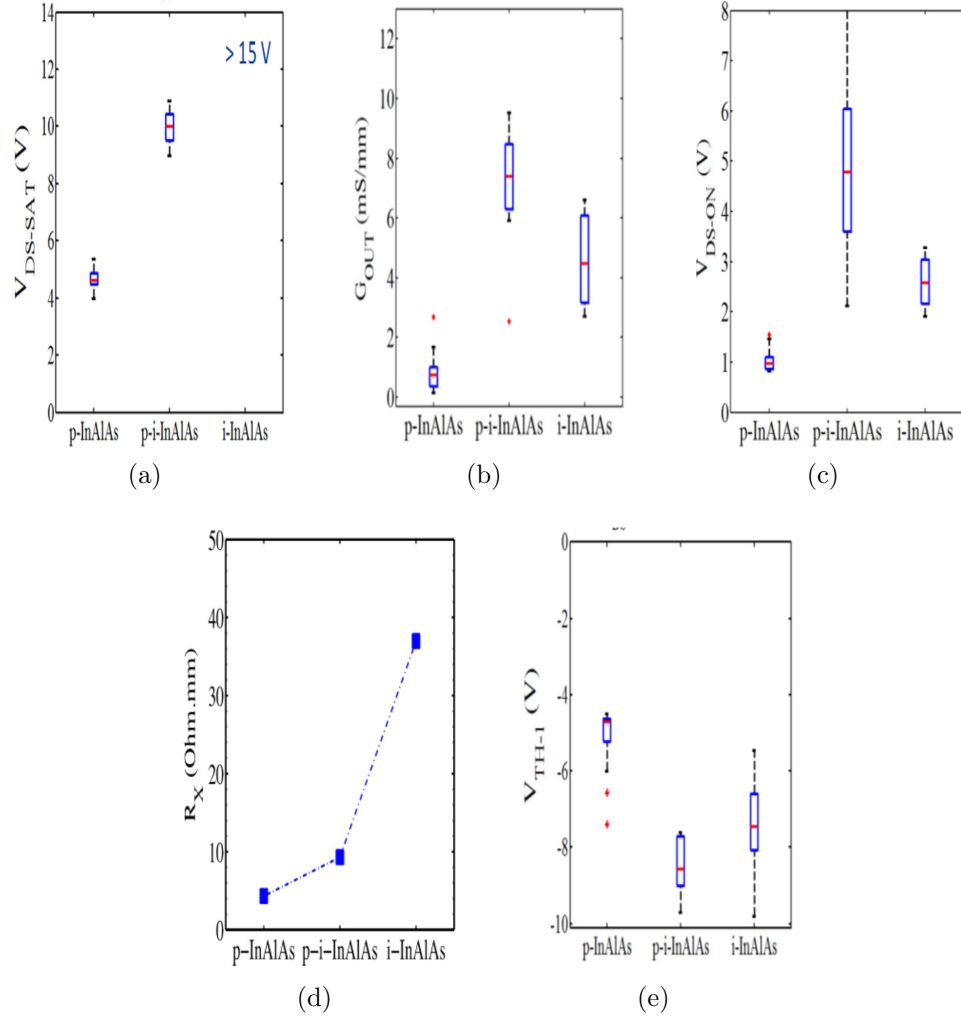 14
12
10
8
6
4
2
0
V_DS-SAT (V)
> 15 V
p-InAlAs p-i-InAlAs i-InAlAs
(a)
12
10
8
6
4
2
0
G_OUT (mS/mm)
p-InAlAs p-i-InAlAs i-InAlAs
(b)
8
7
6
5
4
3
2
1
0
V_DS-ON (V)
p-InAlAs p-i-InAlAs i-InAlAs
(c)
50
40
30
20
10
0
R_X (Ohm.mm)
p-InAlAs p-i-InAlAs i-InAlAs
(d)
0
-2
-4
-6
-8
-10
V_TH-1 (V)
p-InAlAs p-i-InAlAs i-InAlAs
(e)